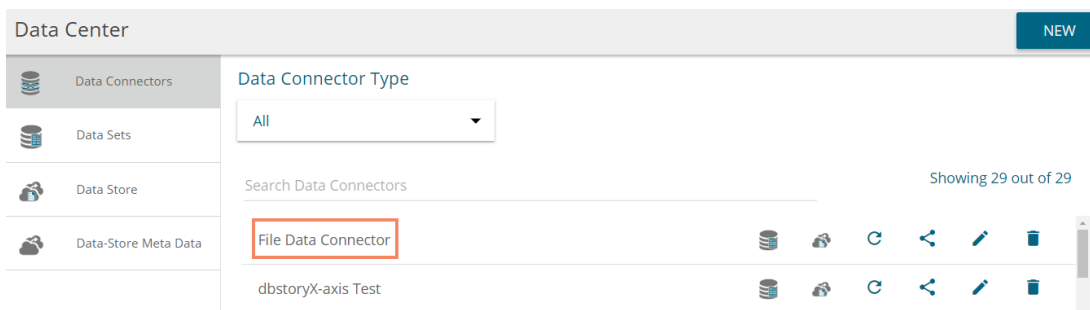 Data Center
NEW
Data Connectors
Data Connector Type
All
Data Sets
Data Store
Search Data Connectors
Showing 29 out of 29
Data-Store Meta Data
File Data Connector
dbstoryX-axis Test